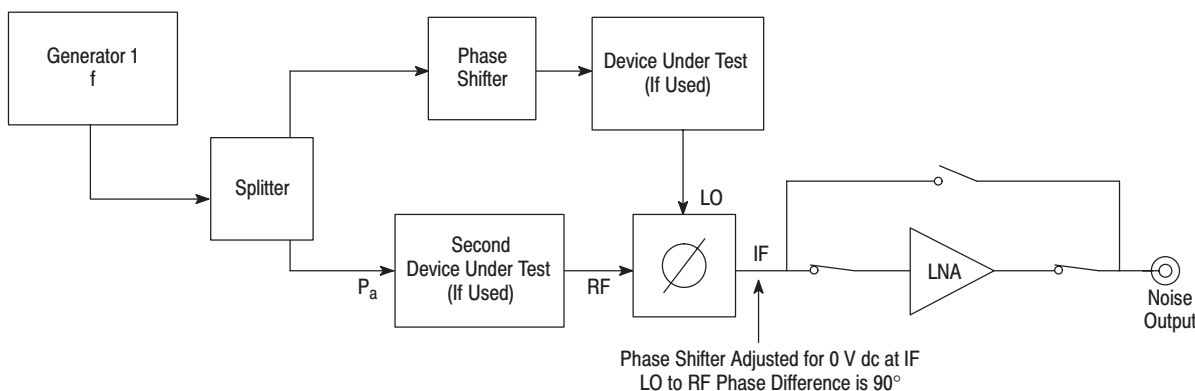 Generator 1
f
Phase
Shifter
Device Under Test
(If Used)
Splitter
LO
Second
Device Under Test
(If Used)
Pa
RF
IF
LNA
Noise
Output
Phase Shifter Adjusted for 0 V dc at IF
LO to RF Phase Difference is 90°